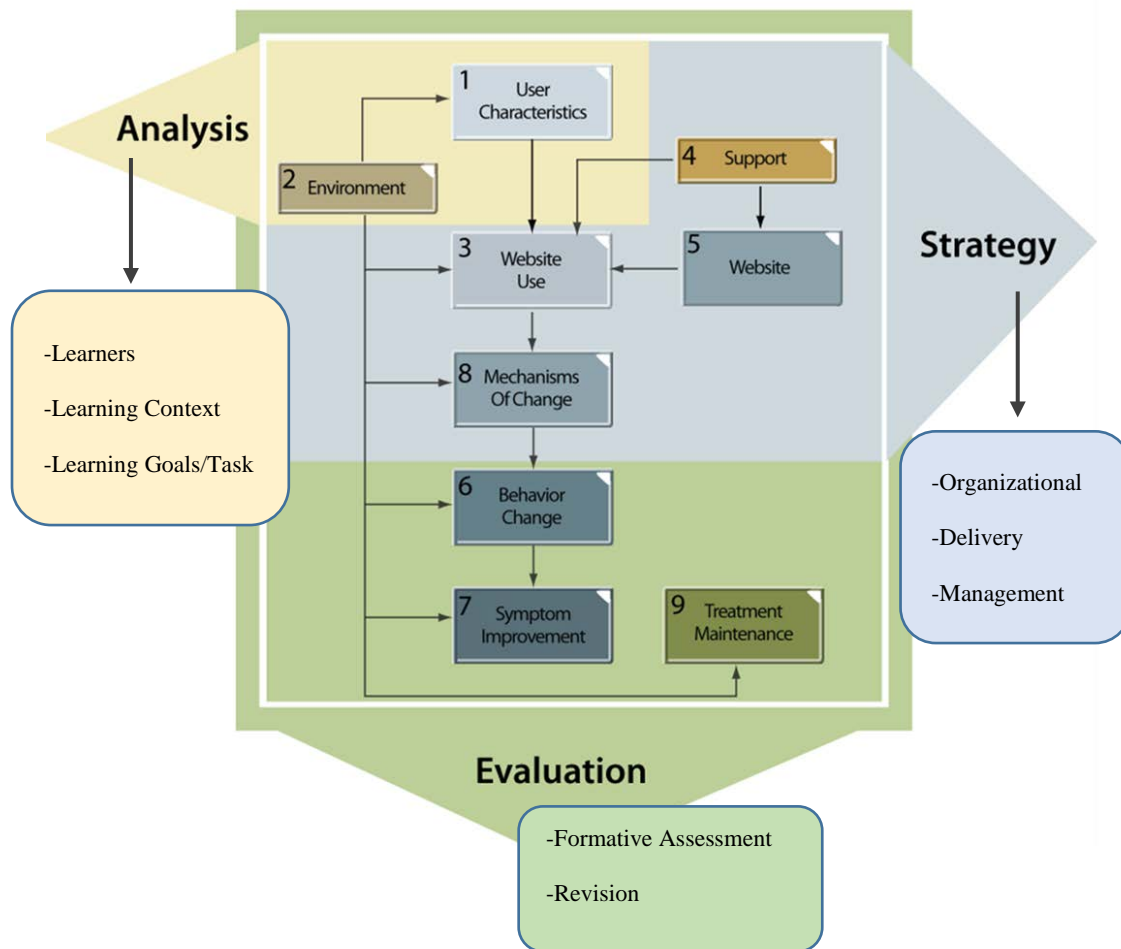 Analysis
1
User
Characteristics
2
Environment
4
Support
3
Website
Use
5
Website
Strategy
8
Mechanisms
Of Change
6
Behavior
Change
7
Symptom
Improvement
9
Treatment
Maintenance
-Learners
-Learning Context
-Learning Goals/Task
-Organizational
-Delivery
-Management
Evaluation
-Formative Assessment
-Revision